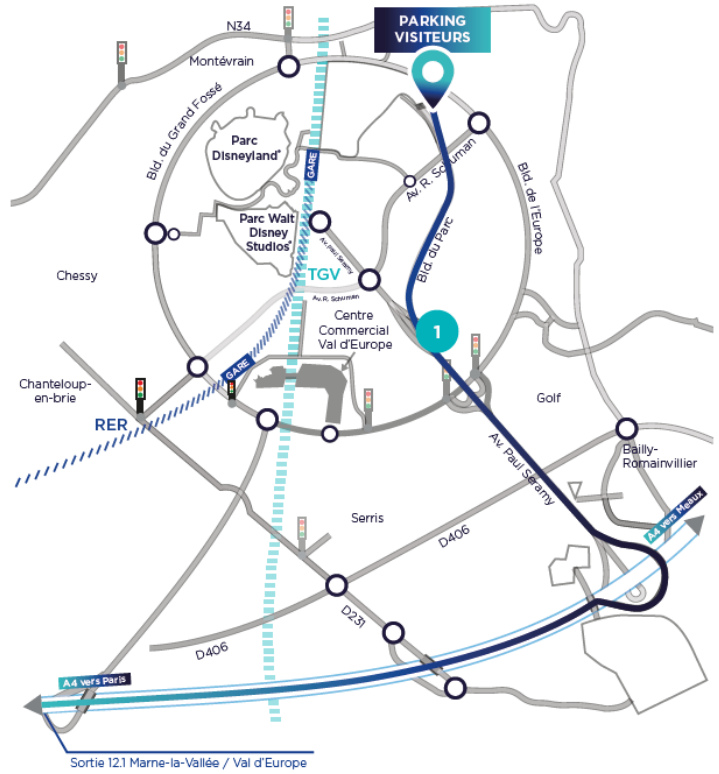 PARKING
VISITEURS
N34
Montévrain
Bld. du Grand Fossé
Parc
Disneyland*
GARE
Av. R. Schuman
Bld. de l'Europe
Parc Walt
Disney
Studios*
Av. Paul Séramy
Bld. du Parc
Chessy
TGV
Av. R. Schuman
Centre
Commercial
Val d'Europe
1
GARE
Chanteloup-
en-brie
Golf
RER
Av. Paul Séramy
Bailly-
Romainvillier
A4 vers Meaux
Serris
D406
D231
D406
A4 vers Paris
Sortie 12.1 Marne-la-Vallée / Val d'Europe